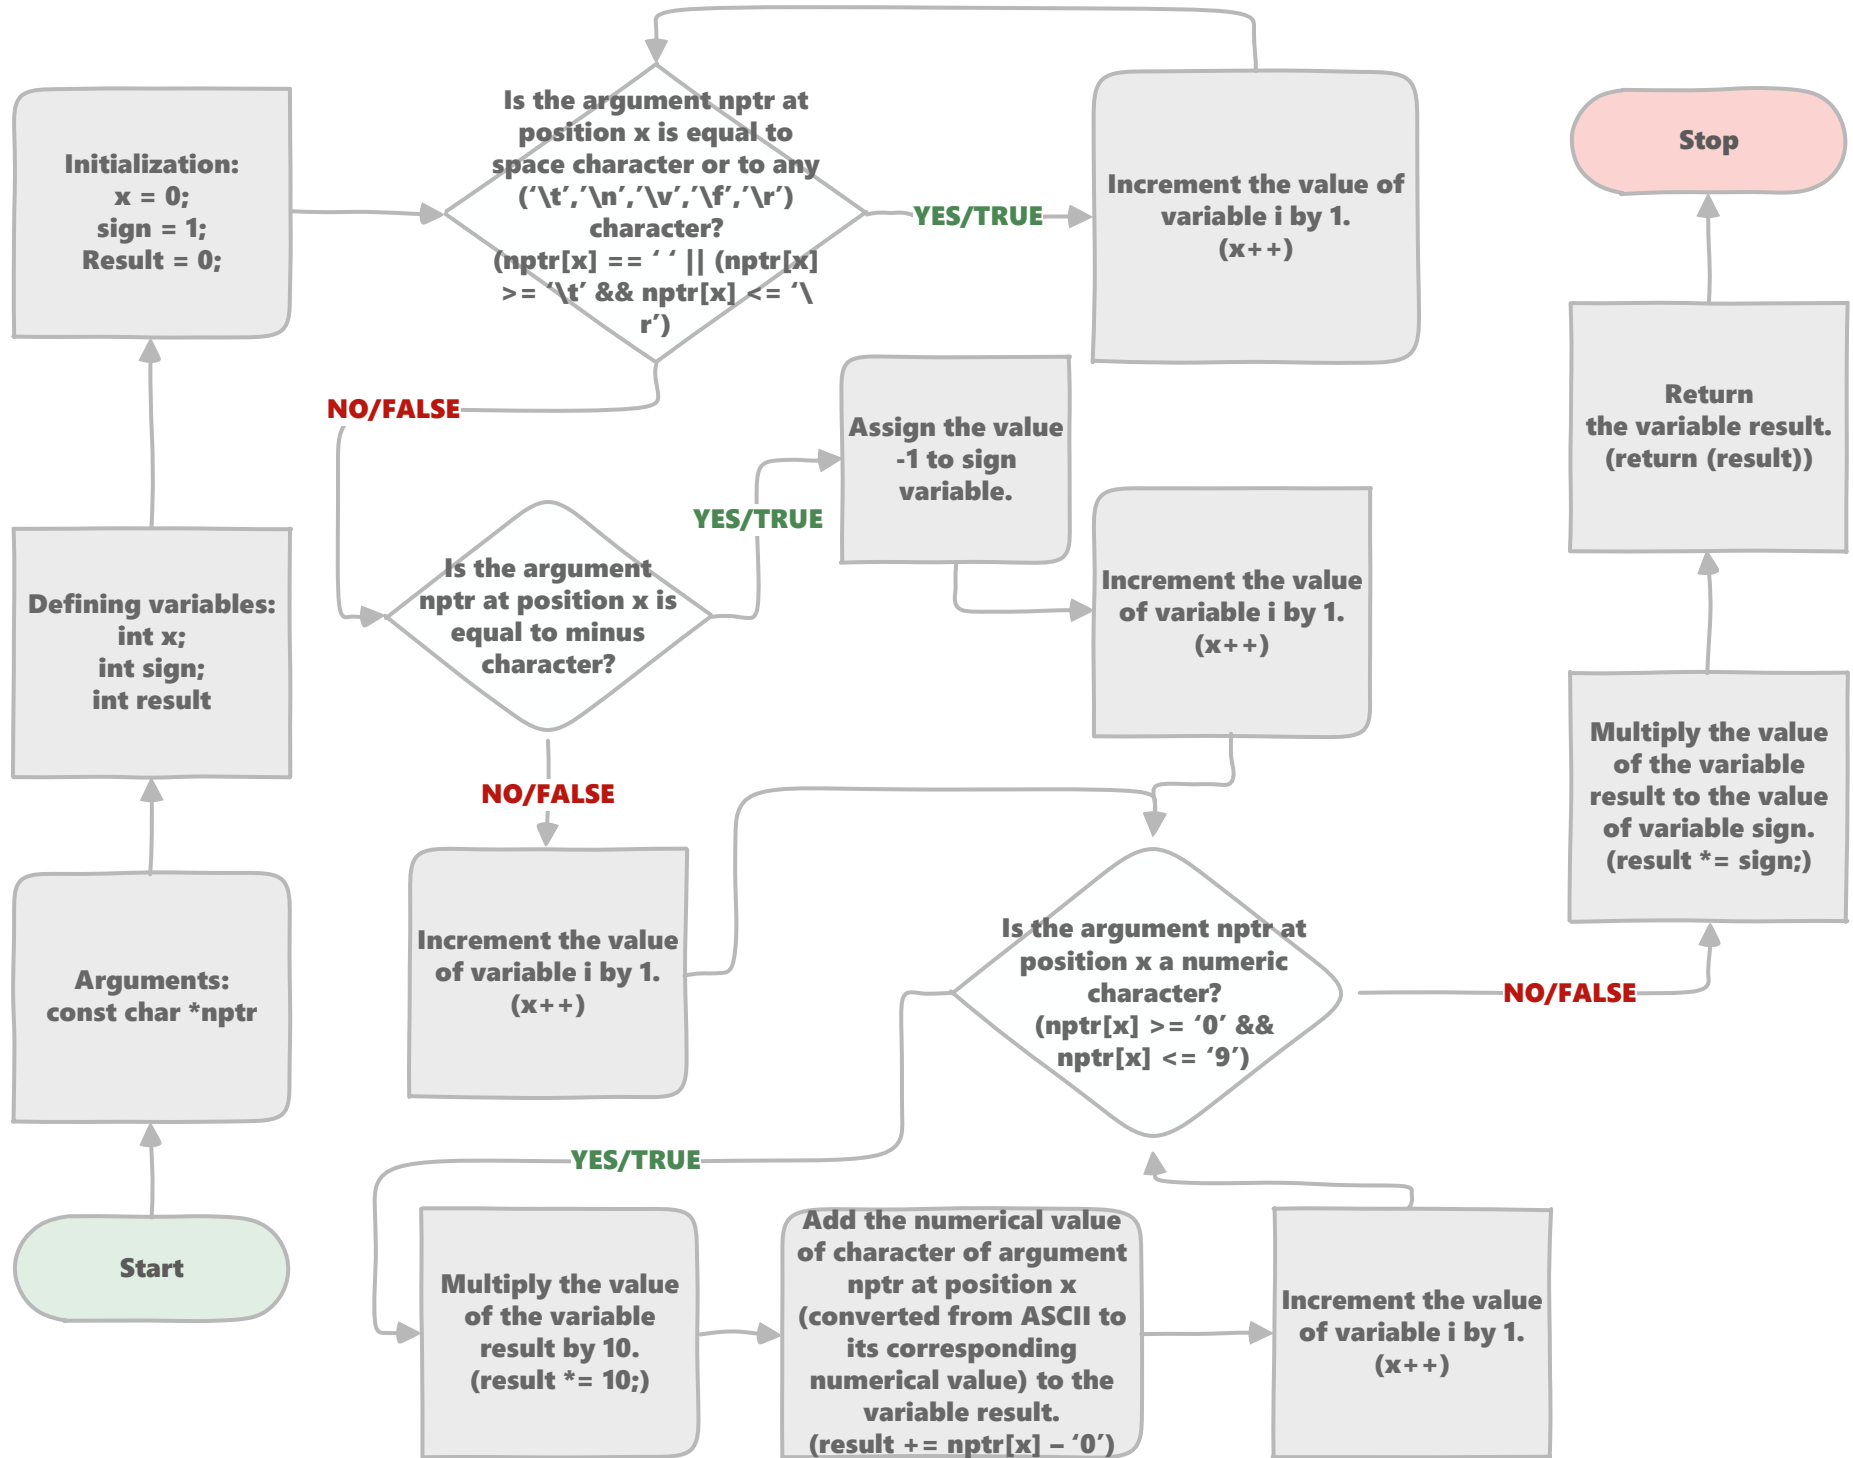 Start
Arguments:
const char *nptr
Defining variables:
int x;
int sign;
int result
Initialization:
x = 0;
sign = 1;
Result = 0;
Is the argument nptr at
position x is equal to
space character or to any
(‘\t’,’\n’,’\v’,’\f’,’\r’)
character?
(nptr[x] == ‘ ‘ || (nptr[x]
>= ‘\t’ && nptr[x] <= ‘\
r’)
YES/TRUE
Increment the value of
variable i by 1.
(x++)
NO/FALSE
Is the argument
nptr at position x is
equal to minus
character?
YES/TRUE
Assign the value
-1 to sign
variable.
Increment the value
of variable i by 1.
(x++)
NO/FALSE
Increment the value
of variable i by 1.
(x++)
Is the argument nptr at
position x a numeric
character?
(nptr[x] >= ‘0’ &&
nptr[x] <= ‘9’)
YES/TRUE
Multiply the value
of the variable
result by 10.
(result *= 10;)
Add the numerical value
of character of argument
nptr at position x
(converted from ASCII to
its corresponding
numerical value) to the
variable result.
(result += nptr[x] – ‘0’)
Increment the value
of variable i by 1.
(x++)
NO/FALSE
Multiply the value
of the variable
result to the value
of variable sign.
(result *= sign;)
Return
the variable result.
(return (result))
Stop